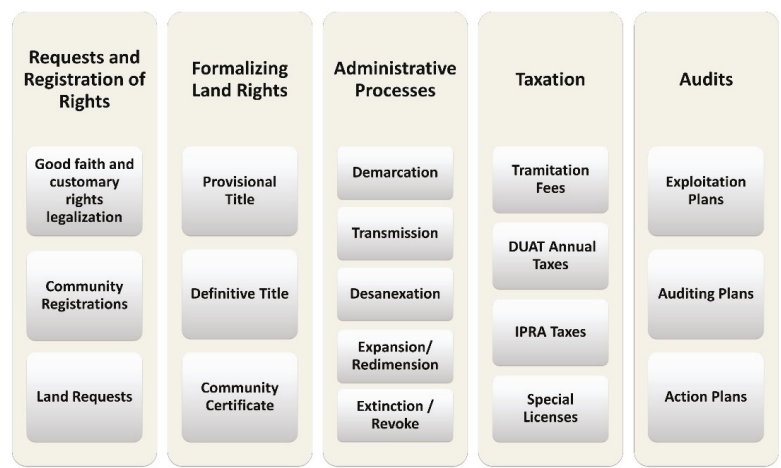 Requests and
Registration of
Rights
Good faith and
customary
rights
legalization
Community
Registrations
Land Requests
Formalizing
Land Rights
Provisional
Title
Definitive Title
Community
Certificate
Administrative
Processes
Demarcation
Transmission
Desanexation
Expansion/
Redimension
Extinction /
Revoke
Taxation
Tramitation
Fees
DUAT Annual
Taxes
IPRA Taxes
Special
Licenses
Audits
Exploitation
Plans
Auditing Plans
Action Plans